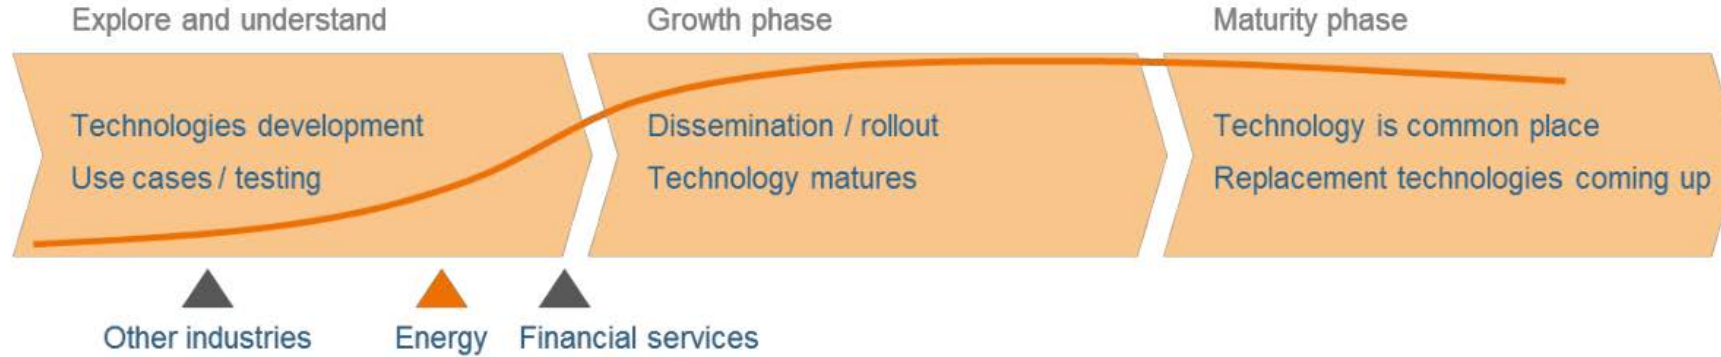 Explore and understand
Growth phase
Maturity phase
Technologies development
Use cases / testing
Dissemination / rollout
Technology matures
Technology is common place
Replacement technologies coming up
Other industries
Energy
Financial services